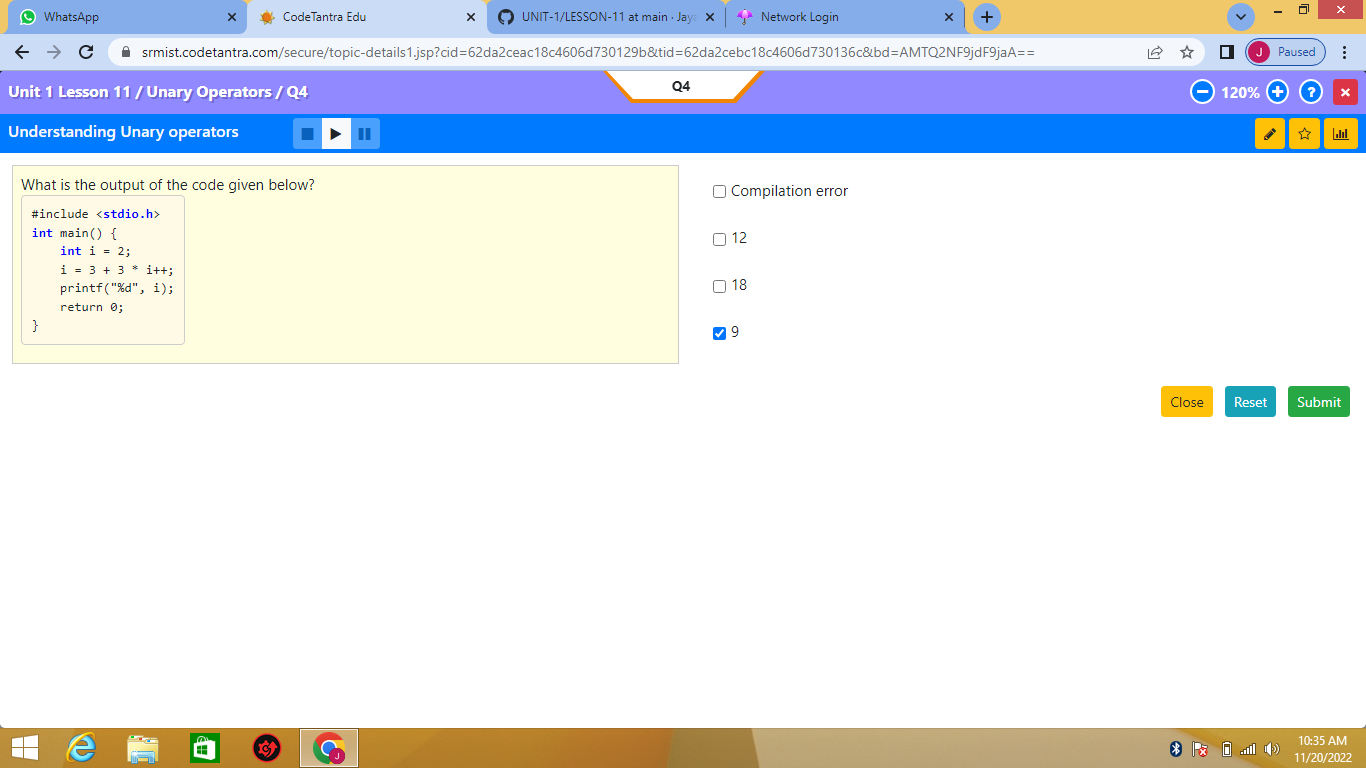 WhatsApp
CodeTantra Edu
UNIT-1/LESSON-11 at main · Jaya
Network Login
srmist.codetantra.com/secure/topic-details1.jsp?cid=62da2ceac18c4606d730129b&tid=62da2cebc18c4606d730136c&bd=AMTQ2NF9jdF9jaA==
J Paused
Unit 1 Lesson 11 / Unary Operators / Q4
Q4
120%
?
Understanding Unary operators
What is the output of the code given below?
#include <stdio.h>
int main() {
int i = 2;
i = 3 + 3 * i++;
printf("%d", i);
return 0;
}
Compilation error
12
18
9
Close
Reset
Submit
J
10:35 AM
11/20/2022